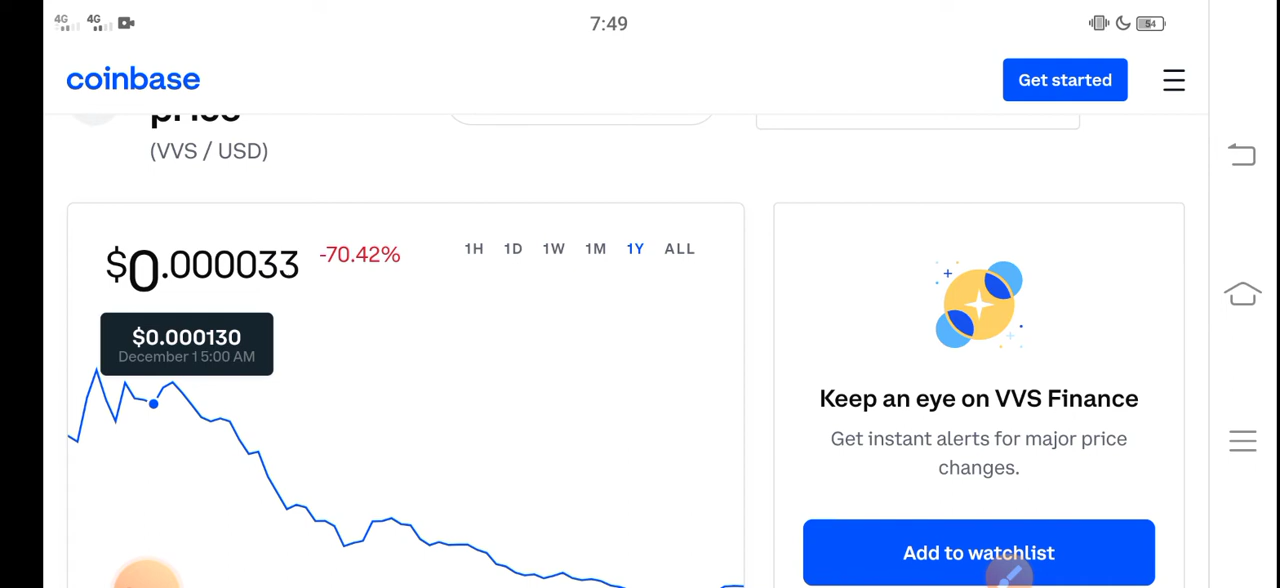 4G 4G 7:49 54
coinbase Get started
price
(VVS / USD)
$0.000033 -70.42% 1H 1D 1W 1M 1Y ALL
$0.000130
December 1 5:00 AM
Keep an eye on VVS Finance
Get instant alerts for major price
changes.
Add to watchlist